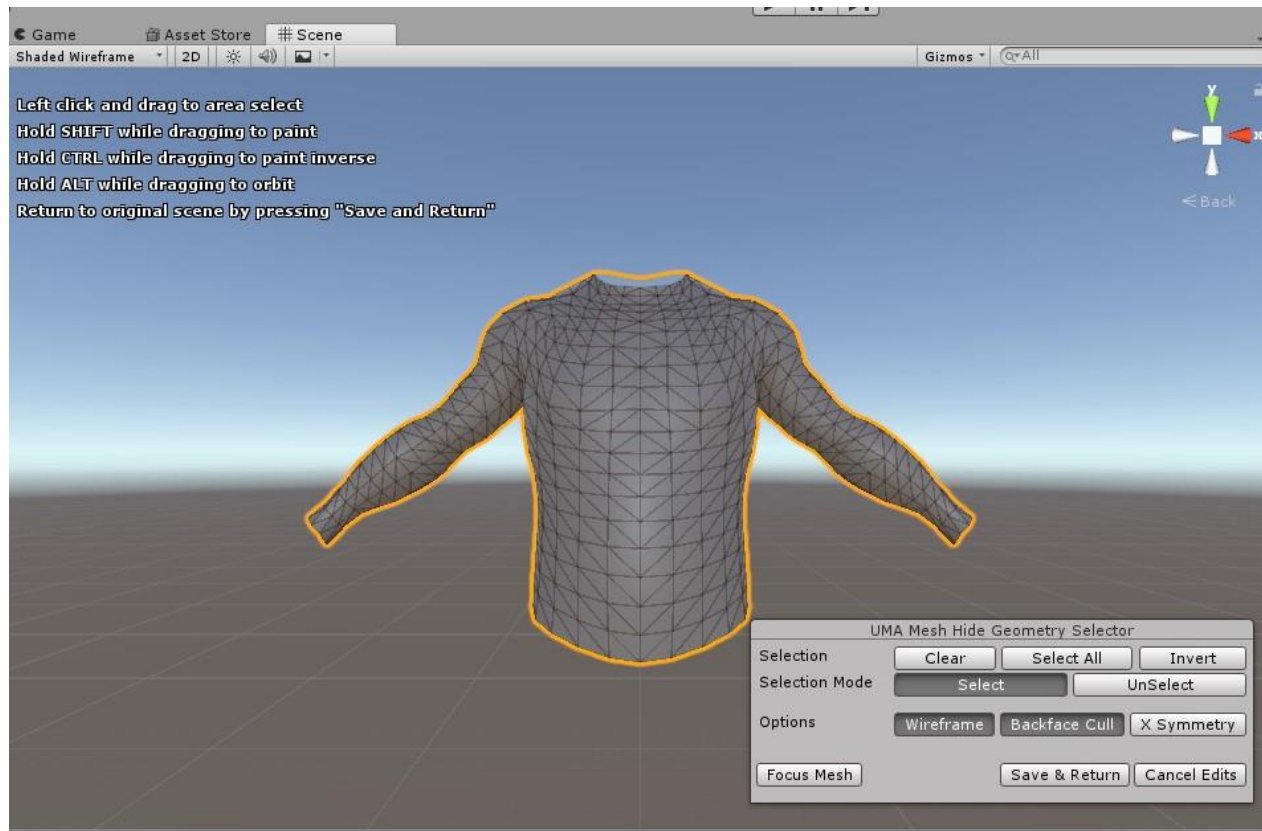 Game Asset Store Scene
Shaded Wireframe 2D Gizmos All
Left click and drag to area select
Hold SHIFT while dragging to paint
Hold CTRL while dragging to paint inverse
Hold ALT while dragging to orbit
Return to original scene by pressing "Save and Return"
y
x
Back
UMA Mesh Hide Geometry Selector
Selection Clear Select All Invert
Selection Mode Select UnSelect
Options Wireframe Backface Cull X Symmetry
Focus Mesh Save & Return Cancel Edits